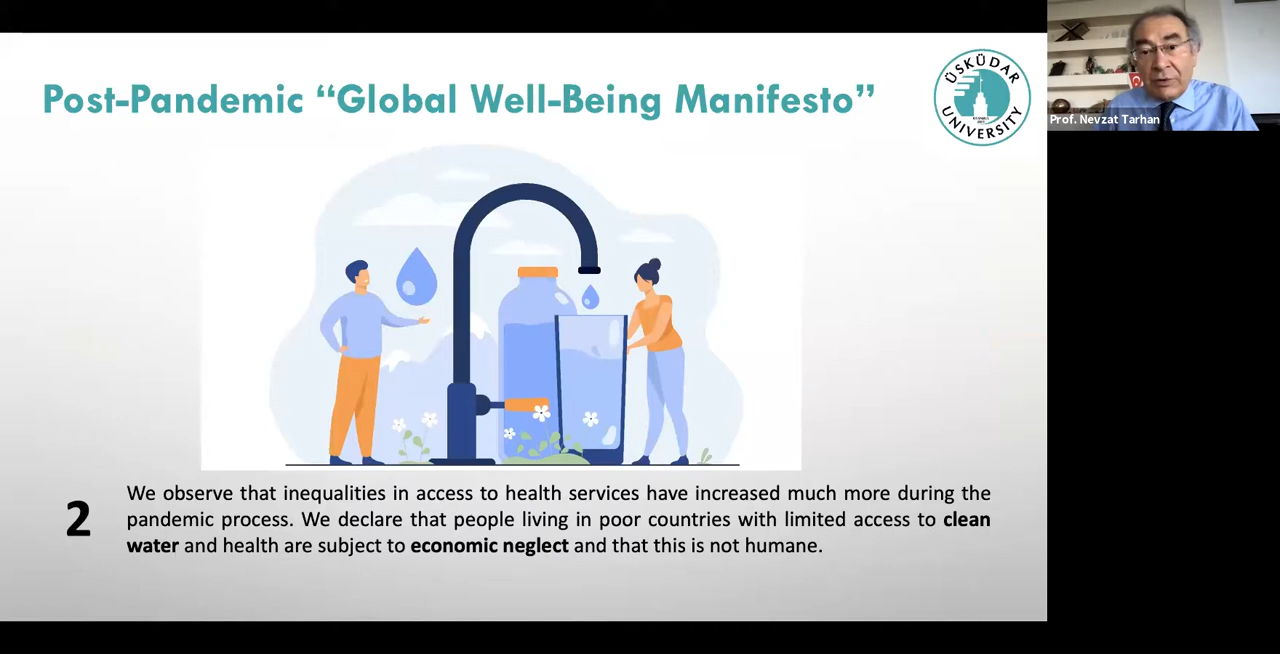 Post-Pandemic “Global Well-Being Manifesto”
ÜSKÜDAR
UNIVERSITY
Prof. Nevzat Tarhan
2
We observe that inequalities in access to health services have increased much more during the
pandemic process. We declare that people living in poor countries with limited access to clean
water and health are subject to economic neglect and that this is not humane.